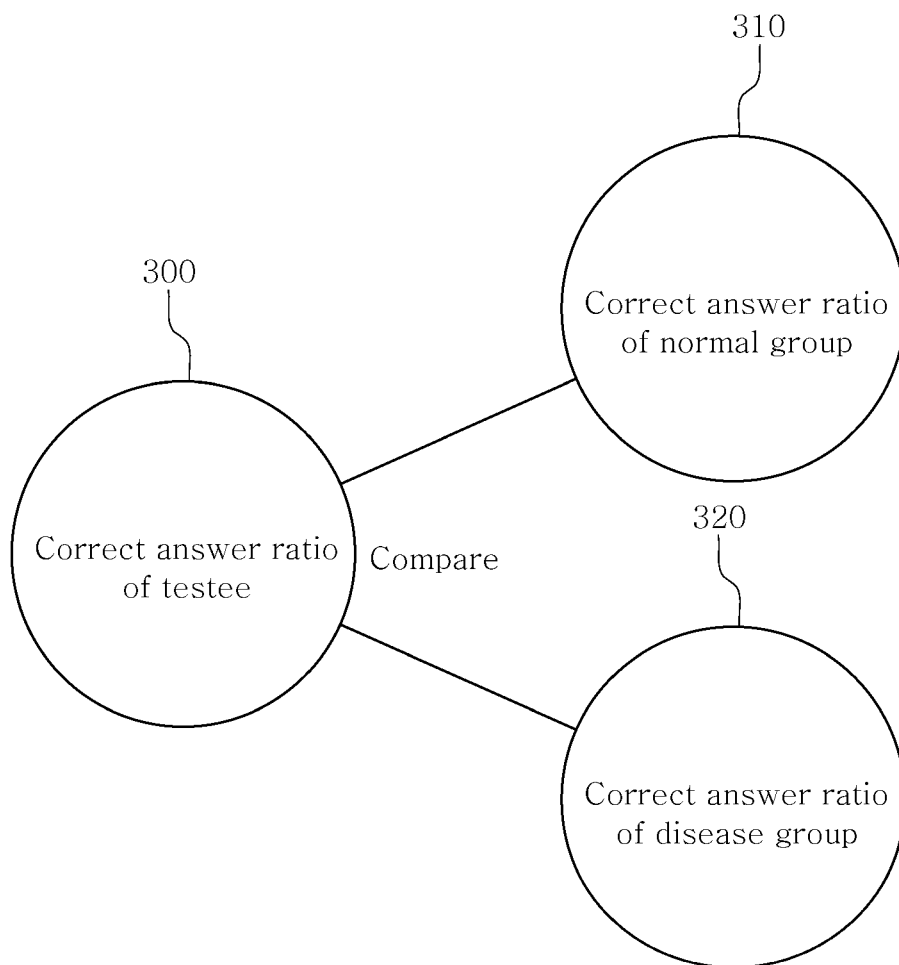 310
Correct answer ratio
of normal group
300
Correct answer ratio
of testee
Compare
320
Correct answer ratio
of disease group